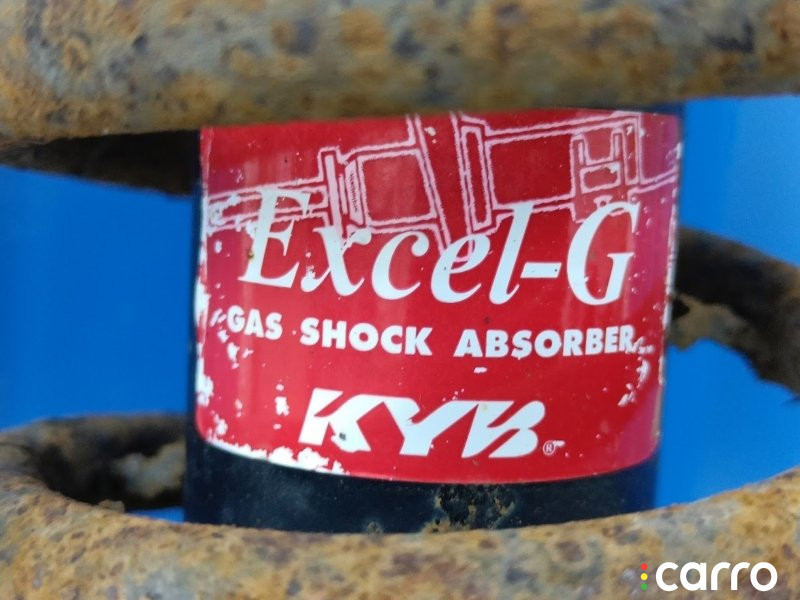 Excel-G
GAS SHOCK ABSORBER
KYB®
carro